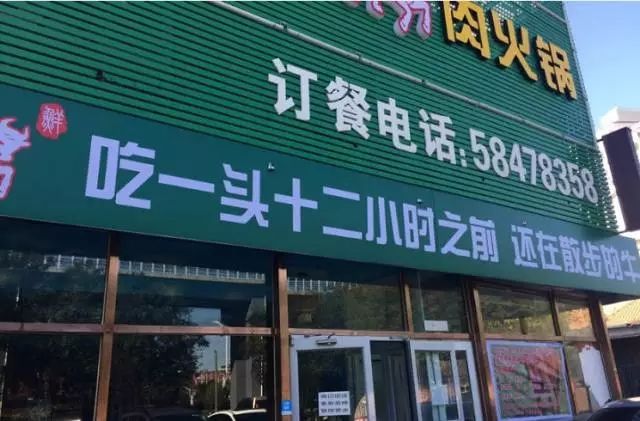 肉火锅
订餐电话:58478358
鲜
吃一头十二小时之前 还在散步的牛